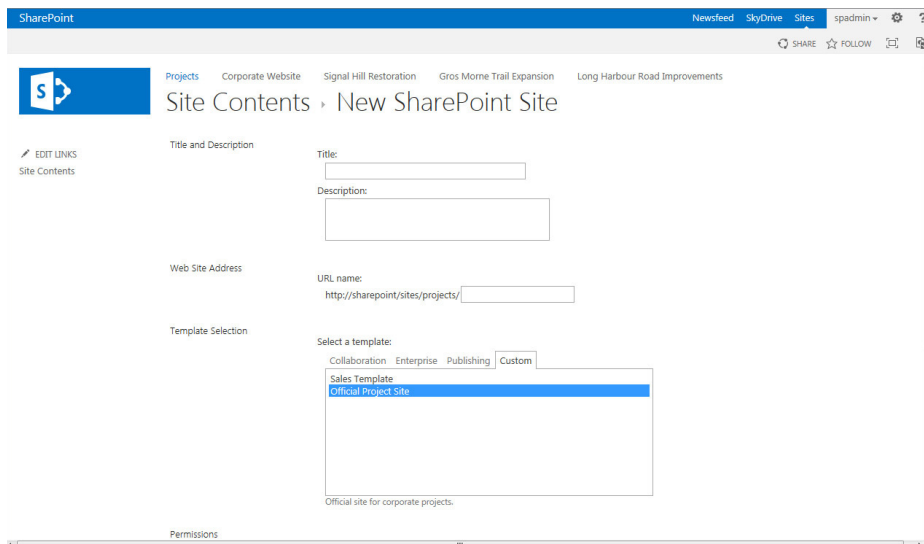 SharePoint
Newsfeed SkyDrive Sites spadmin ?
SHARE FOLLOW
S
Projects Corporate Website Signal Hill Restoration Gros Morne Trail Expansion Long Harbour Road Improvements
Site Contents New SharePoint Site
EDIT LINKS
Site Contents
Title and Description
Title:
Description:
Web Site Address
URL name:
http://sharepoint/sites/projects/
Template Selection
Select a template:
Collaboration Enterprise Publishing Custom
Sales Template
Official Project Site
Official site for corporate projects.
Permissions